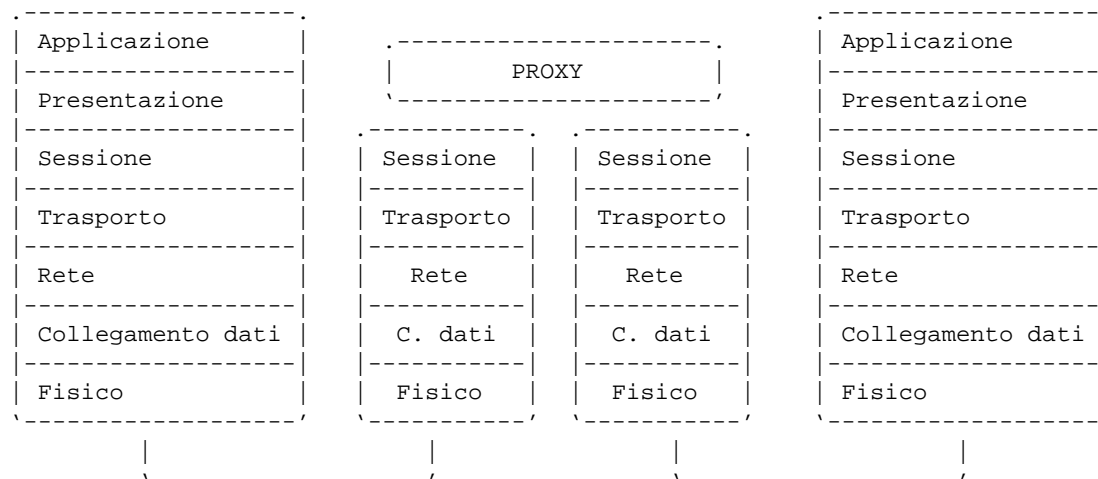 Applicazione Applicazione
PROXY
Presentazione Presentazione
Sessione Sessione Sessione Sessione
Trasporto Trasporto Trasporto Trasporto
Rete Rete Rete Rete
Collegamento dati C. dati C. dati Collegamento dati
Fisico Fisico Fisico Fisico